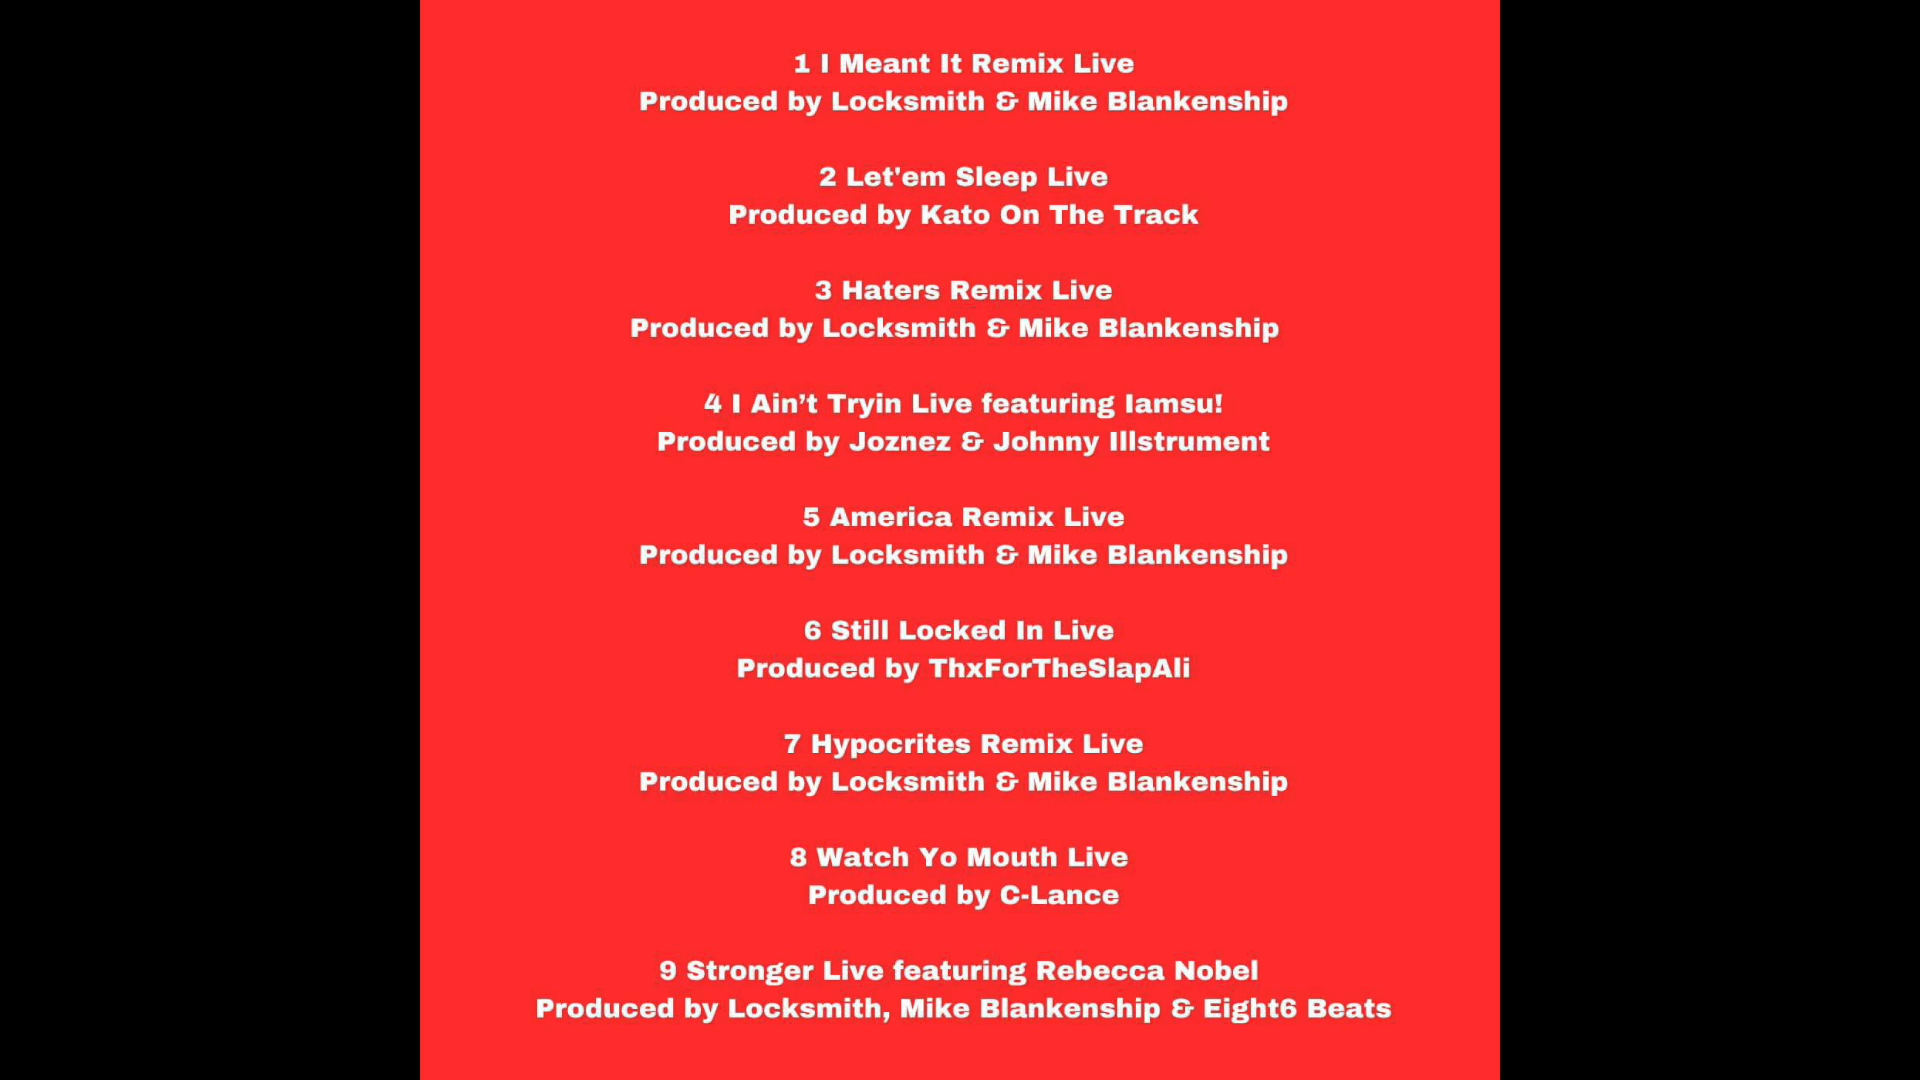 1 I Meant It Remix Live
Produced by Locksmith & Mike Blankenship
2 Let'em Sleep Live
Produced by Kato On The Track
3 Haters Remix Live
Produced by Locksmith & Mike Blankenship
4 I Ain’t Tryin Live featuring Iamsu!
Produced by Joznez & Johnny Illstrument
5 America Remix Live
Produced by Locksmith & Mike Blankenship
6 Still Locked In Live
Produced by ThxForTheSlapAli
7 Hypocrites Remix Live
Produced by Locksmith & Mike Blankenship
8 Watch Yo Mouth Live
Produced by C-Lance
9 Stronger Live featuring Rebecca Nobel
Produced by Locksmith, Mike Blankenship & Eight6 Beats